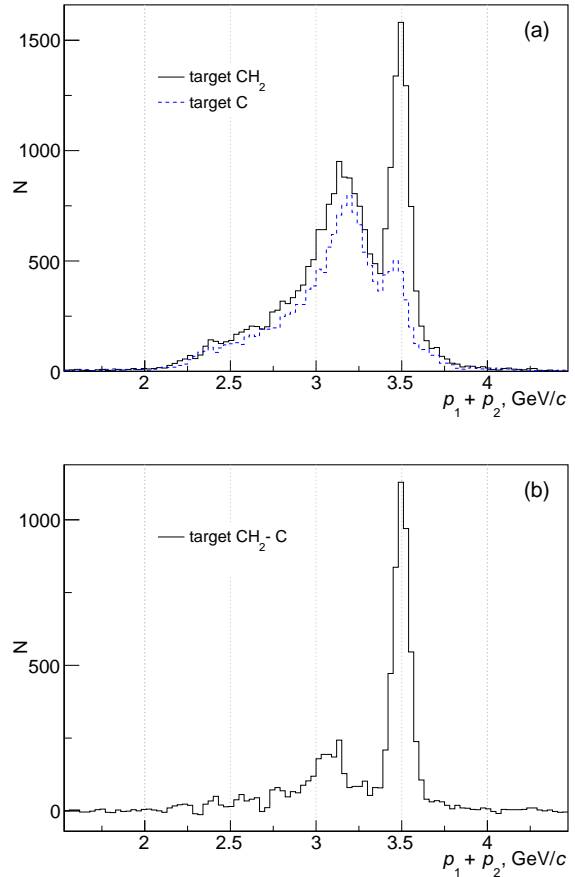 (a)
1500
target CH₂
target C
1000
N
500
0
2 2.5 3 3.5 4
p₁ + p₂, GeV/c
(b)
1000
target CH₂- C
N
500
0
2 2.5 3 3.5 4
p₁ + p₂, GeV/c